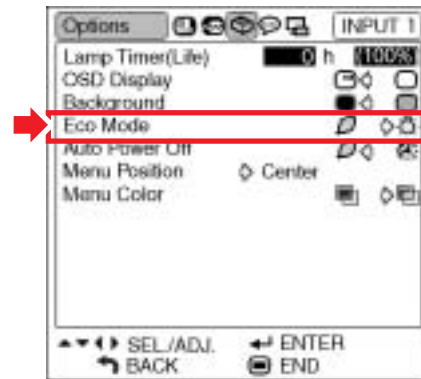 Options INPUT 1
Lamp Timer(Life) 0 h (100%
OSD Display
Background
Eco Mode
Auto Power Off
Menu Position Center
Menu Color
SEL./ADJ. ENTER
BACK END